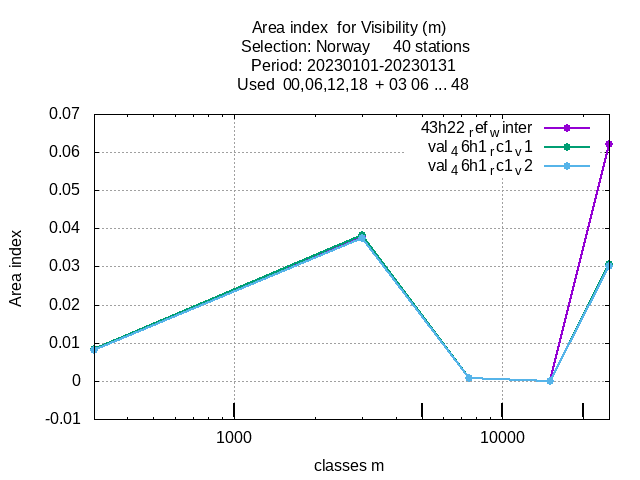 Area index  for Visibility (m)
Selection: Norway     40 stations
Period: 20230101-20230131
Used  00,06,12,18  + 03 06 ... 48
0.07
0.06
0.05
0.04
0.03
0.02
0.01
0
-0.01
Area index
43h22_ref_winter
val_46h1_rc1_v1
val_46h1_rc1_v2
1000
10000
classes m